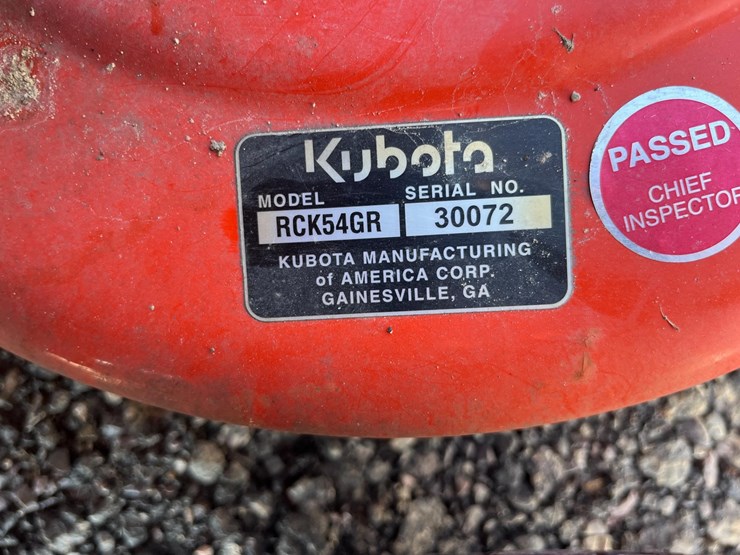 Kubota
MODEL SERIAL NO.
RCK54GR 30072
KUBOTA MANUFACTURING
of AMERICA CORP.
GAINESVILLE, GA
PASSED
CHIEF
INSPECTOR